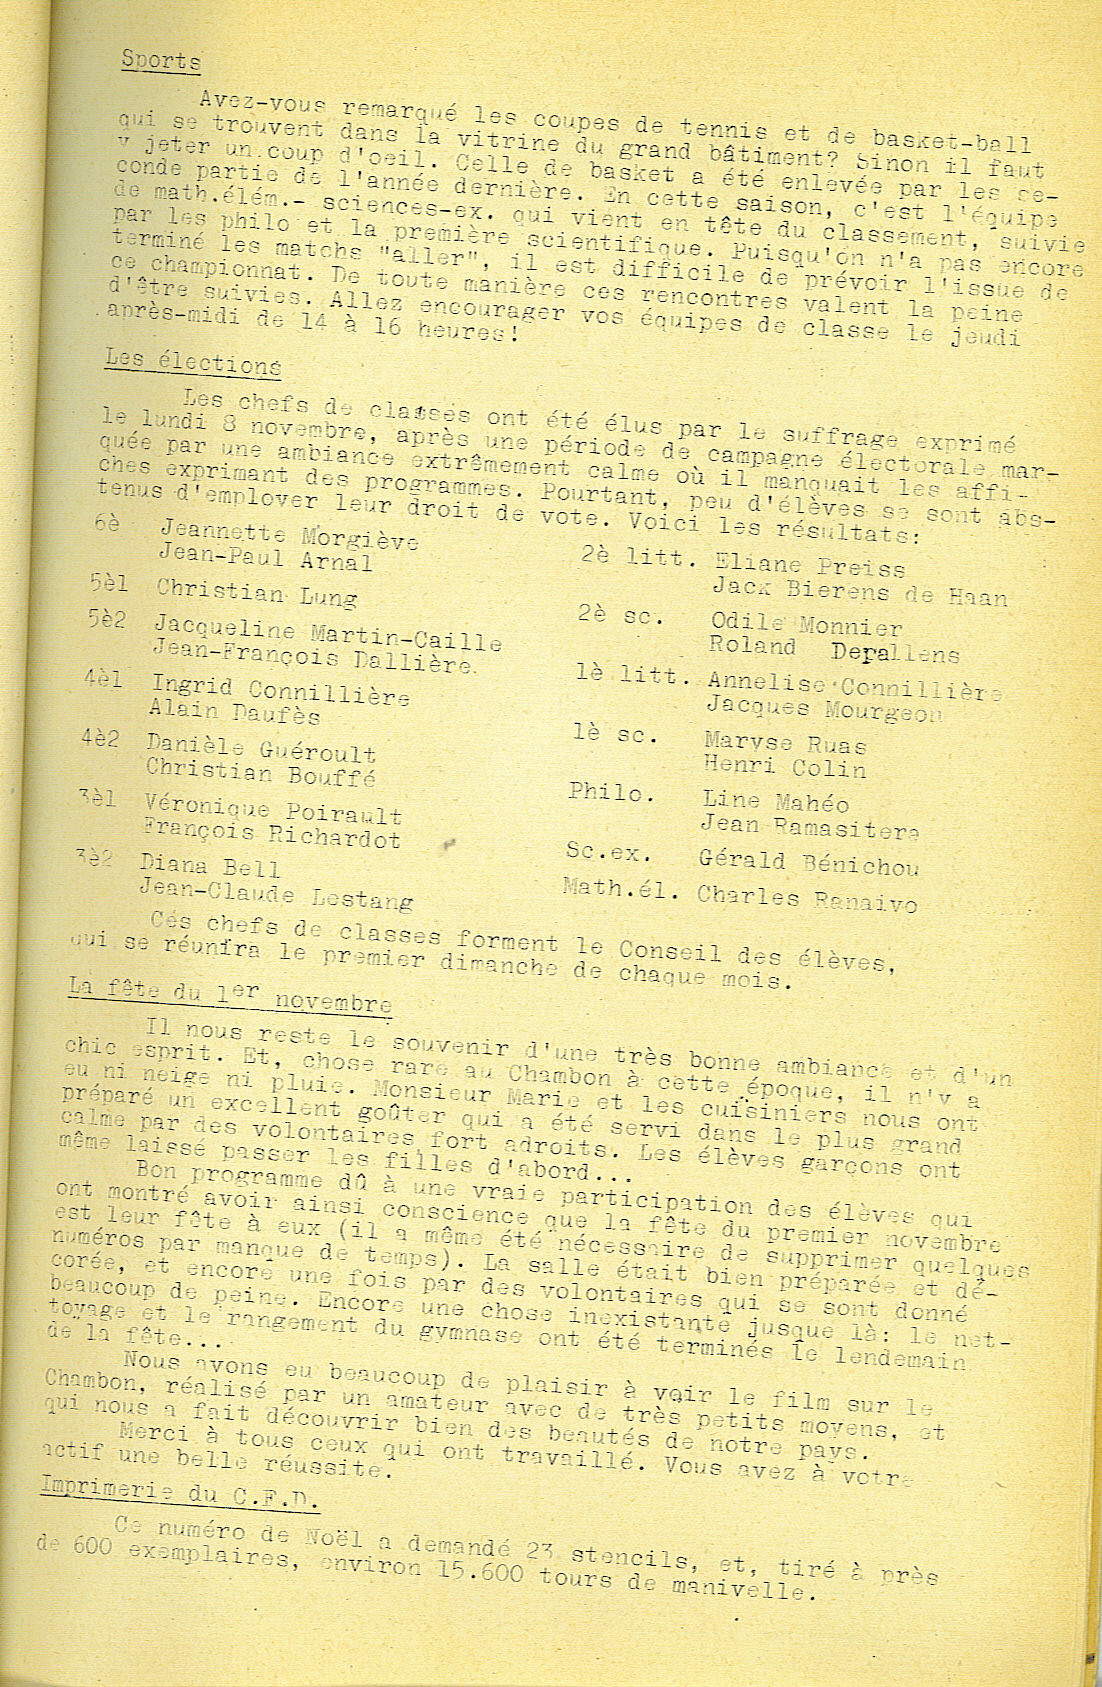 Sports
Avez-vous remarqué les coupes de tennis et de basket-ball
qui se trouvent dans la vitrine du grand bâtiment? Sinon il faut
y jeter un coup d'oeil. Celle de basket a été enlevée par les se-
conde partie de l'année dernière. En cette saison, c'est l'équipe
de math.élém.- sciences-ex. qui vient en tête du classement, suivie
par les philo et la première scientifique. Puisqu'on n'a pas encore
terminé les matchs "aller", il est difficile de prévoir l'issue de
ce championnat. De toute manière ces rencontres valent la peine
d'être suivies. Allez encourager vos équipes de classe le jeudi
après-midi de 14 à 16 heures!
Les élections
Les chefs de classes ont été élus par le suffrage exprimé
le lundi 8 novembre, après une période de campagne électorale mar-
quée par une ambiance extrêmement calme où il manquait les affi-
ches exprimant des programmes. Pourtant, peu d'élèves se sont abs-
tenus d'employer leur droit de vote. Voici les résultats:
6è Jeannette Morgiève
Jean-Paul Arnal
5è1 Christian Lung
5è2 Jacqueline Martin-Caille
Jean-François Dallière
4è1 Ingrid Connillière
Alain Daufès
4è2 Danièle Guéroult
Christian Bouffé
3è1 Véronique Poirault
François Richardot
3è2 Diana Bell
Jean-Claude Lestang
2è litt. Eliane Preiss
Jack Bierens de Haan
2è sc. Odile Monnier
Roland Derallens
1è litt. Annelise Connillière
Jacques Mourgeon
1è sc. Maryse Ruas
Henri Colin
Philo. Line Mahéo
Jean Ramasitera
Sc.ex. Gérald Bénichou
Math.él. Charles Ranaivo
Ces chefs de classes forment le Conseil des élèves,
qui se réunira le premier dimanche de chaque mois.
La fête du 1er novembre
Il nous reste le souvenir d'une très bonne ambiance et d'un
chic esprit. Et, chose rare au Chambon à cette époque, il n'y a
eu ni neige ni pluie. Monsieur Marie et les cuisiniers nous ont
préparé un excellent goûter qui a été servi dans le plus grand
calme par des volontaires fort adroits. Les élèves garçons ont
même laissé passer les filles d'abord...
Bon programme dû à une vraie participation des élèves qui
ont montré avoir ainsi conscience que la fête du premier novembre
est leur fête à eux (il a même été nécessaire de supprimer quelques
numéros par manque de temps). La salle était bien préparée et dé-
corée, et encore une fois par des volontaires qui se sont donné
beaucoup de peine. Encore une chose inexistante jusque là: le net-
toyage et le rangement du gymnase ont été terminés le lendemain
de la fête...
Nous avons eu beaucoup de plaisir à voir le film sur le
Chambon, réalisé par un amateur avec de très petits moyens, et
qui nous a fait découvrir bien des beautés de notre pays.
Merci à tous ceux qui ont travaillé. Vous avez à votre
actif une belle réussite.
Imprimerie du C.F.D.
Ce numéro de Noël a demandé 23 stencils, et, tiré à près
de 600 exemplaires, environ 15.600 tours de manivelle.